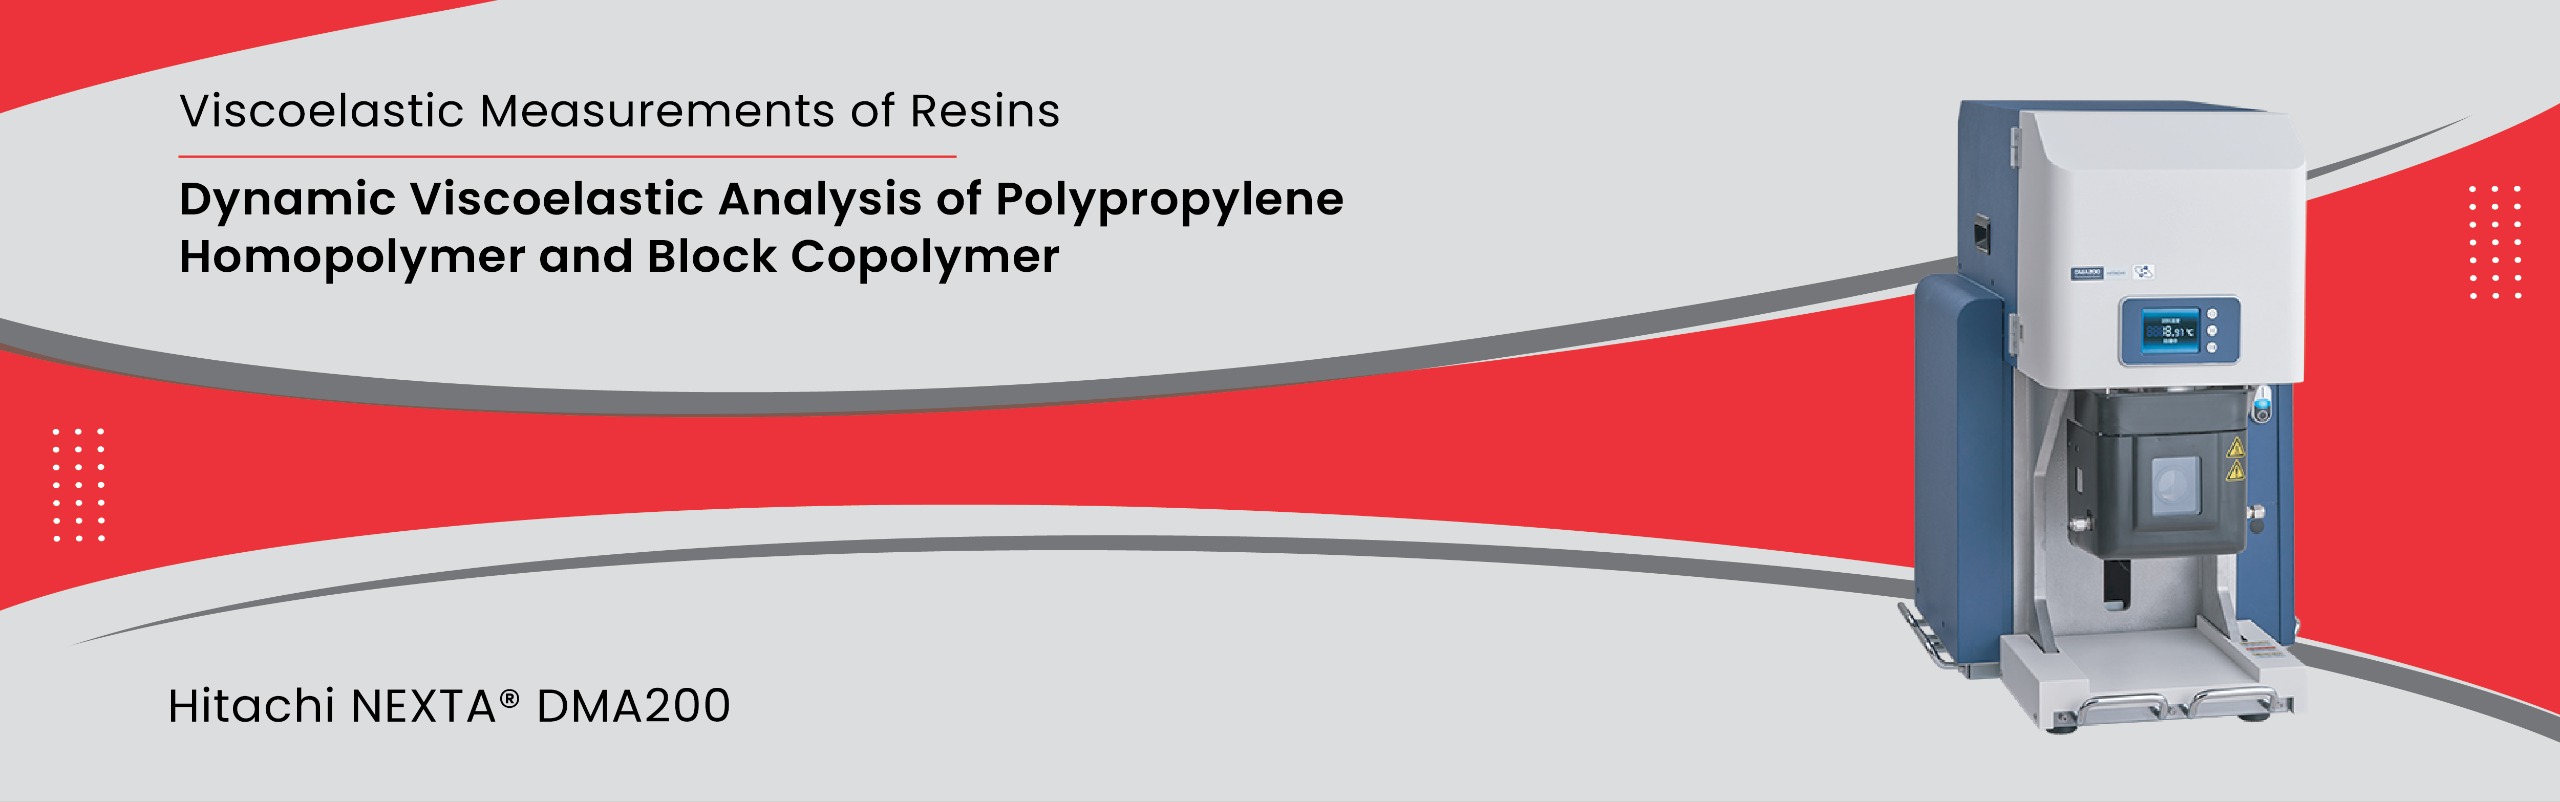 Viscoelastic Measurements of Resins
Dynamic Viscoelastic Analysis of Polypropylene
Homopolymer and Block Copolymer
Hitachi NEXTA® DMA200